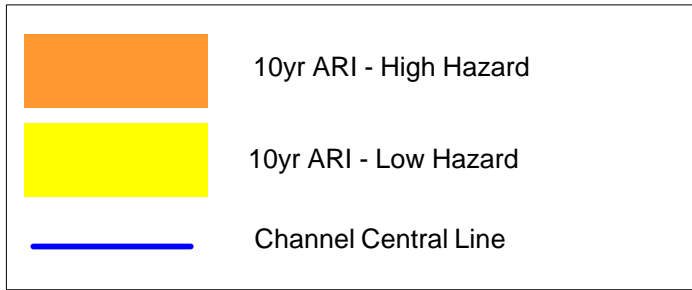 10yr ARI - High Hazard
10yr ARI - Low Hazard
Channel Central Line